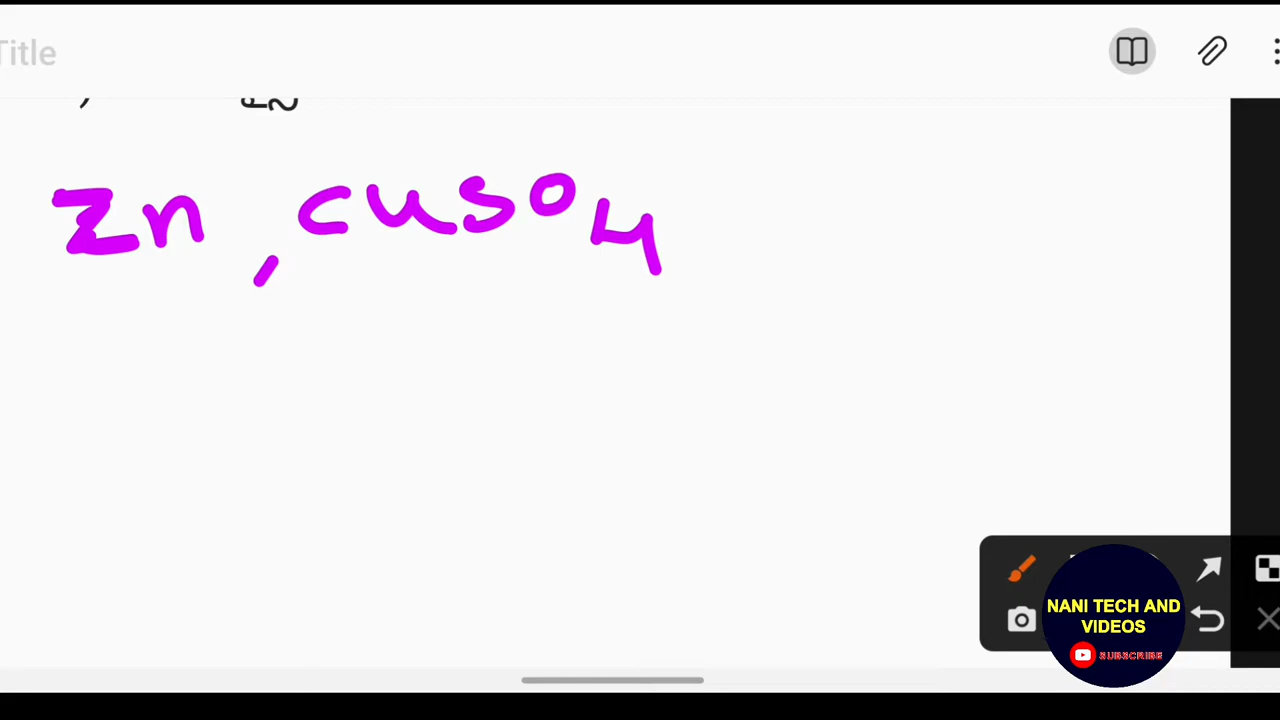 Title
Zn, cuso4
NANI TECH AND
VIDEOS
SUBSCRIBE